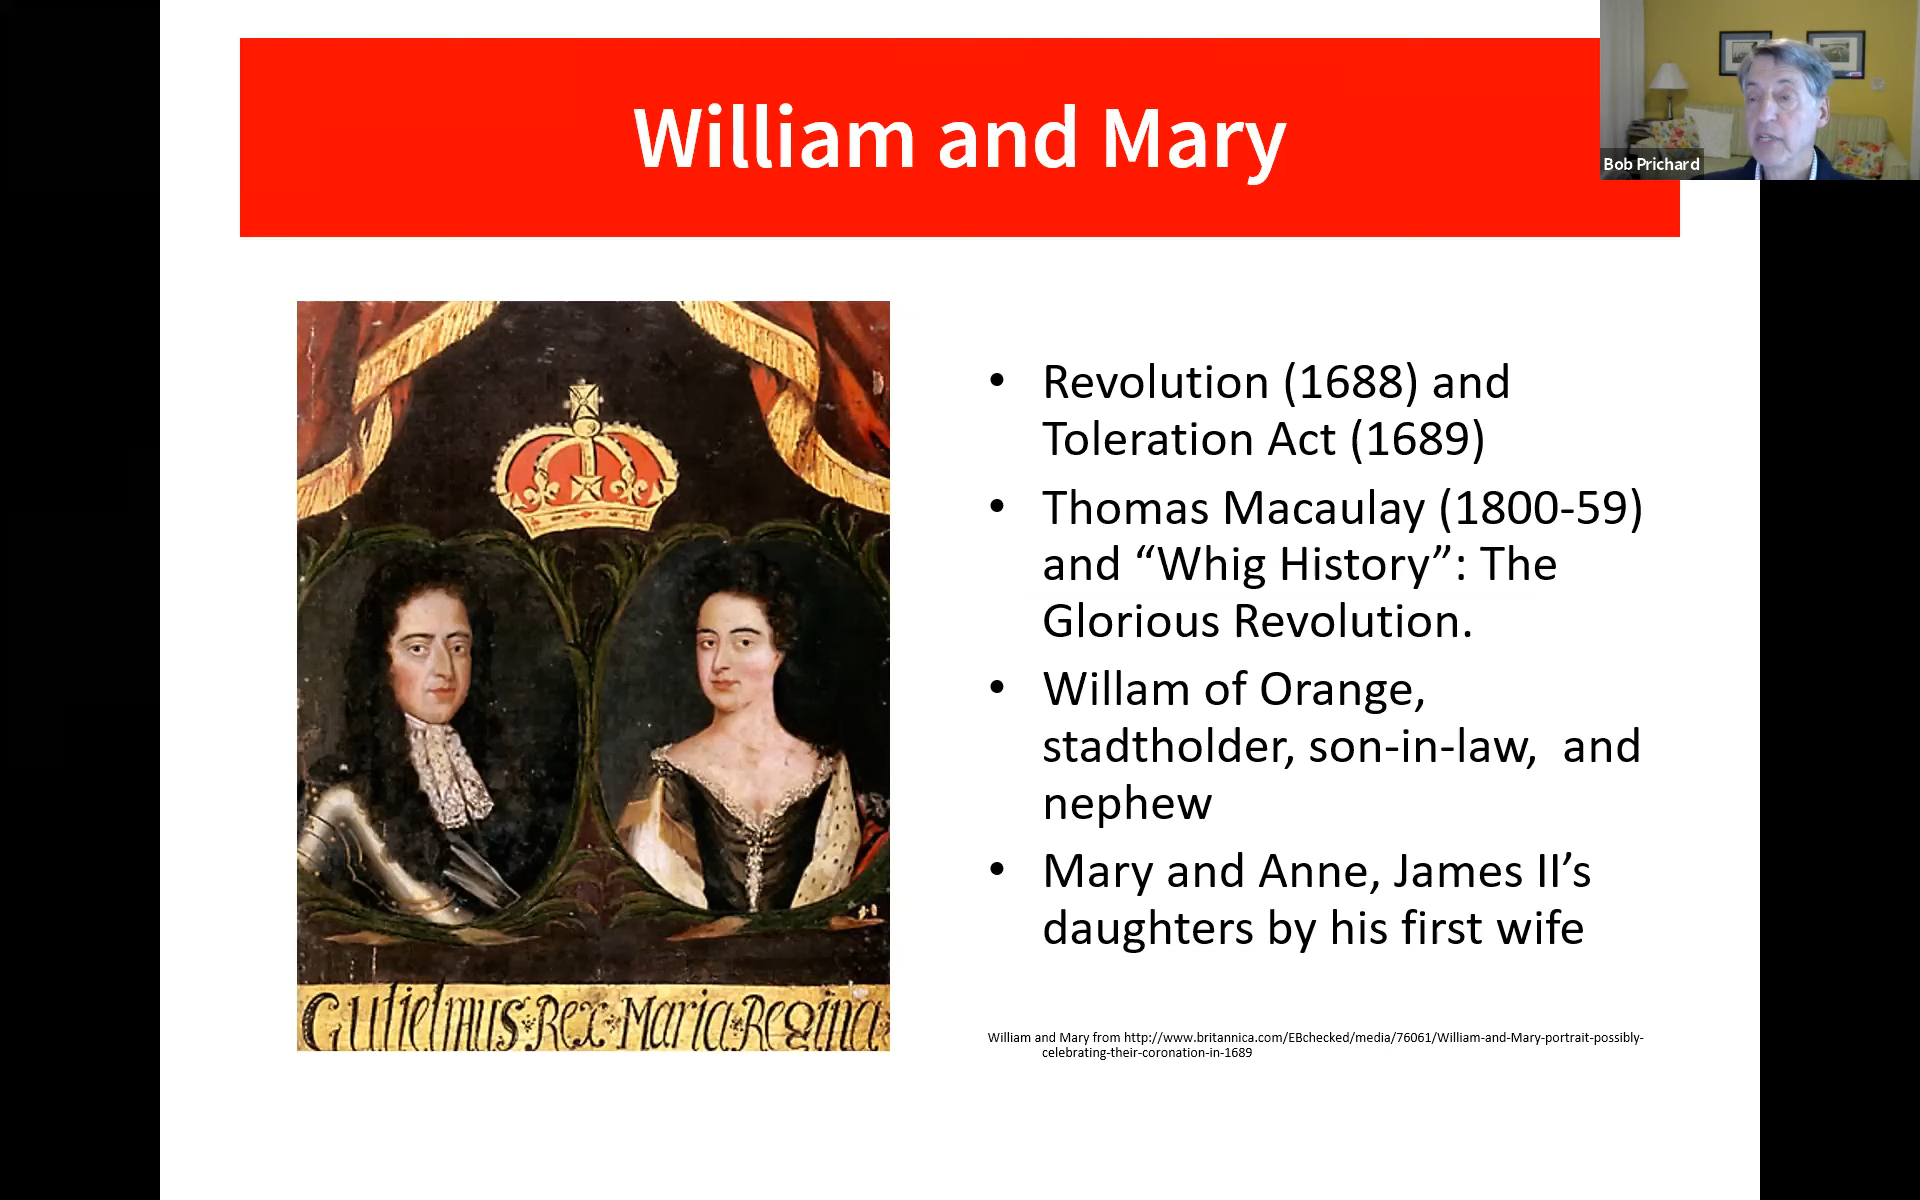 William and Mary
Bob Prichard
• Revolution (1688) and
Toleration Act (1689)
• Thomas Macaulay (1800-59)
and “Whig History”: The
Glorious Revolution.
• Willam of Orange,
stadtholder, son-in-law,  and
nephew
• Mary and Anne, James II’s
daughters by his first wife
Gulielmus·Rex·Maria·Regina
William and Mary from http://www.britannica.com/EBchecked/media/76061/William-and-Mary-portrait-possibly-
celebrating-their-coronation-in-1689